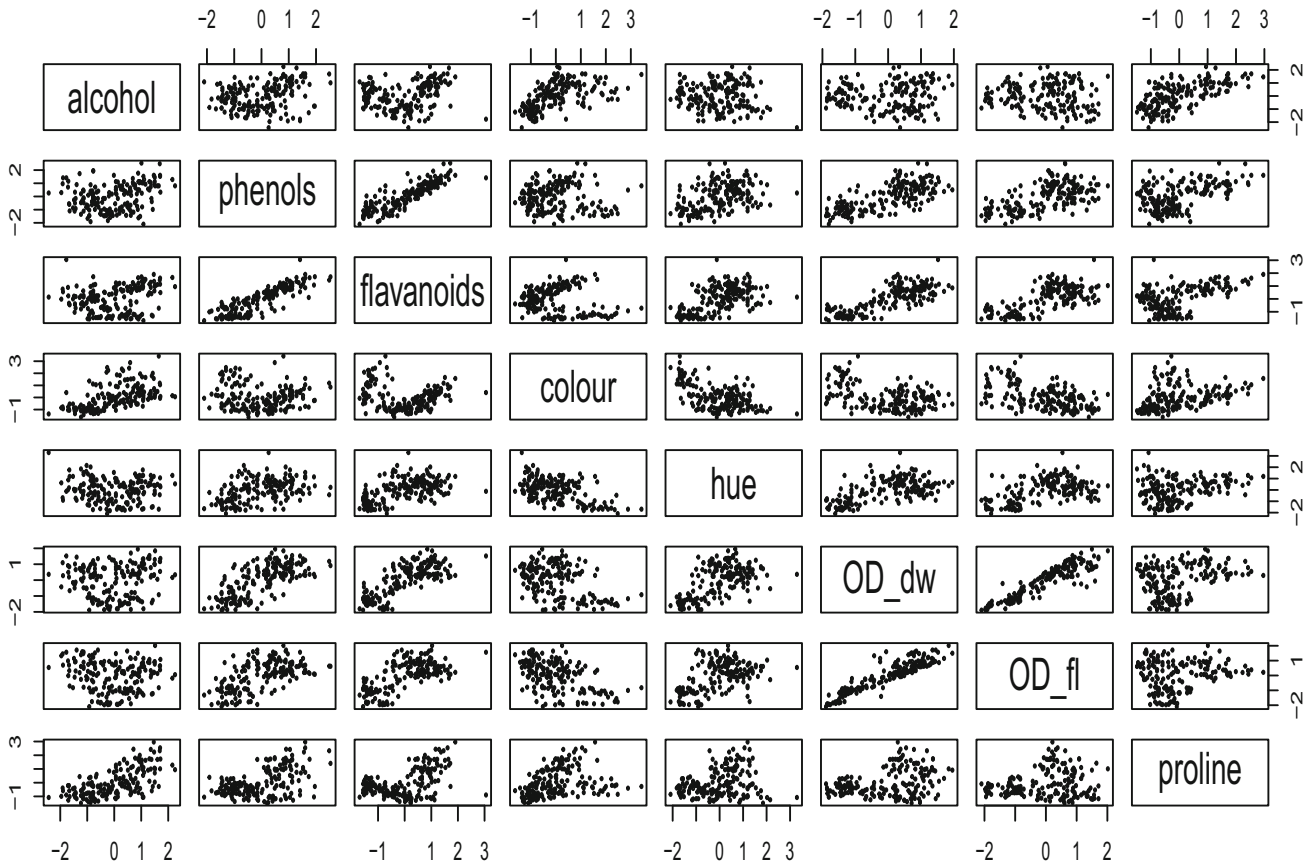 −2 0 1 2
−1 1 2 3
−2 −1 0 1 2
−1 0 1 2 3
alcohol
−2 2
−2 2
phenols
flavanoids
−1 3
−1 3
colour
hue
−2 2
−2 1
OD_dw
OD_fl
−2 1
−1 3
proline
−2 0 1 2
−1 1 2 3
−2 0 1 2 3
−2 −1 0 1 2